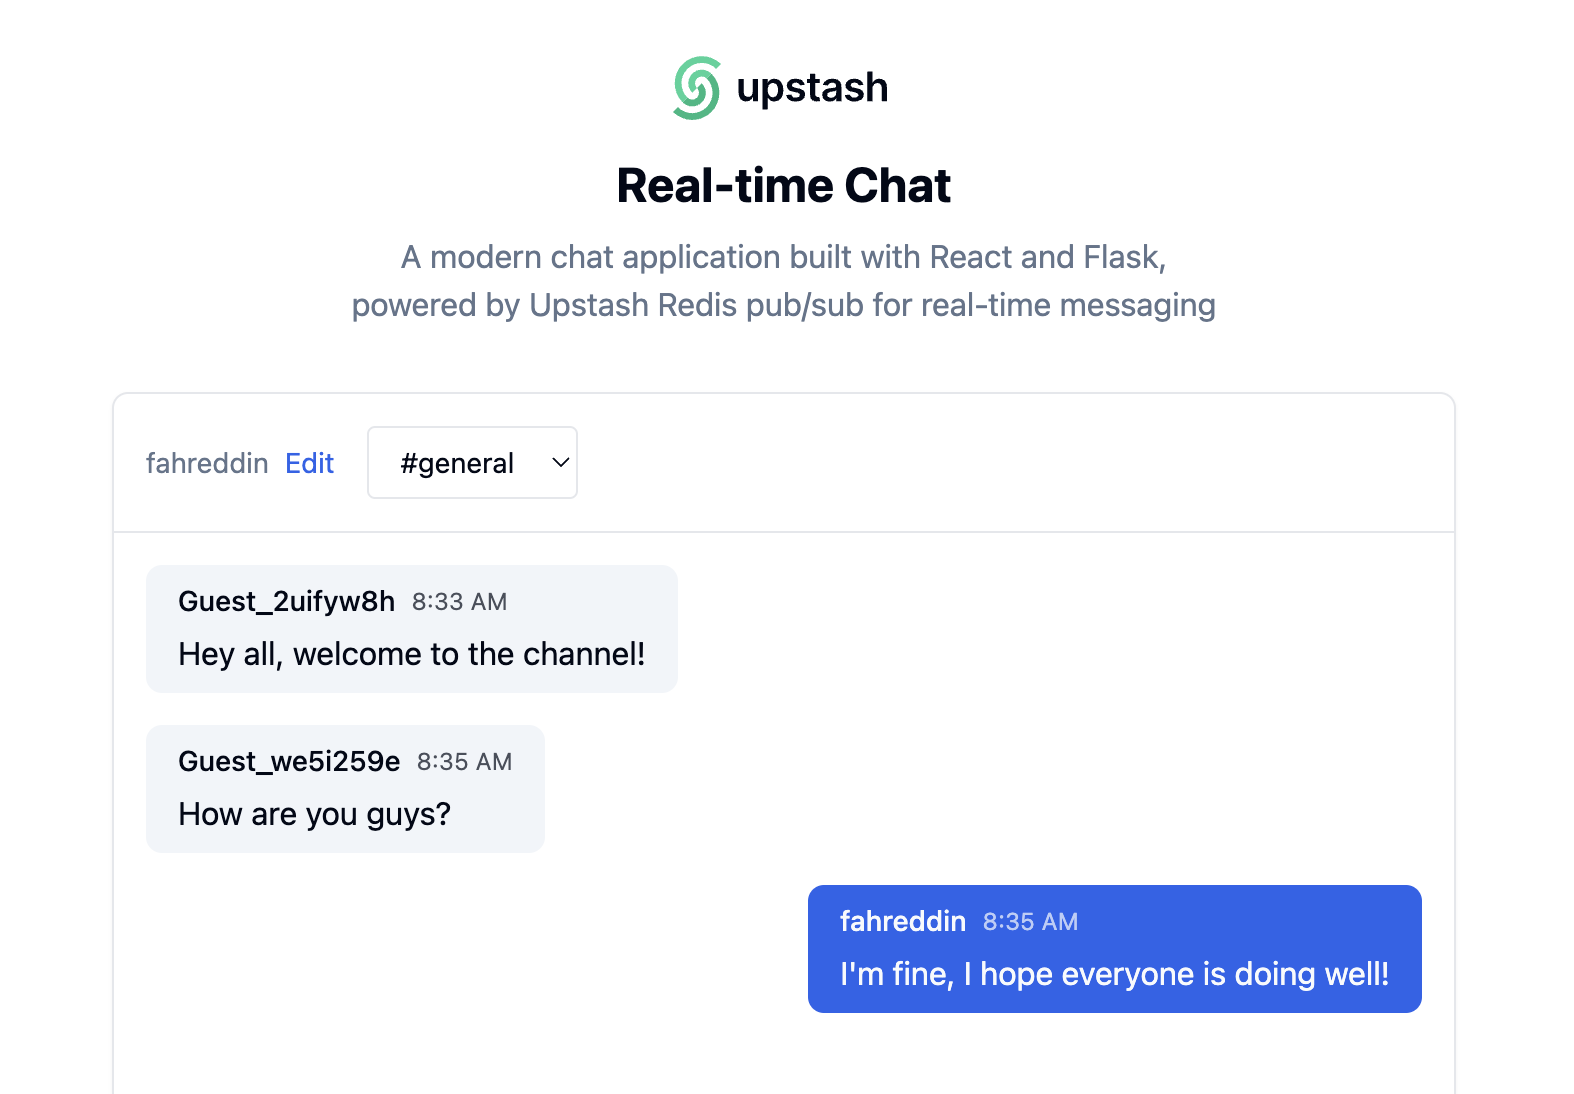 upstash
Real-time Chat
A modern chat application built with React and Flask,
powered by Upstash Redis pub/sub for real-time messaging
fahreddin Edit #general
Guest_2uifyw8h 8:33 AM
Hey all, welcome to the channel!
Guest_we5i259e 8:35 AM
How are you guys?
fahreddin 8:35 AM
I'm fine, I hope everyone is doing well!